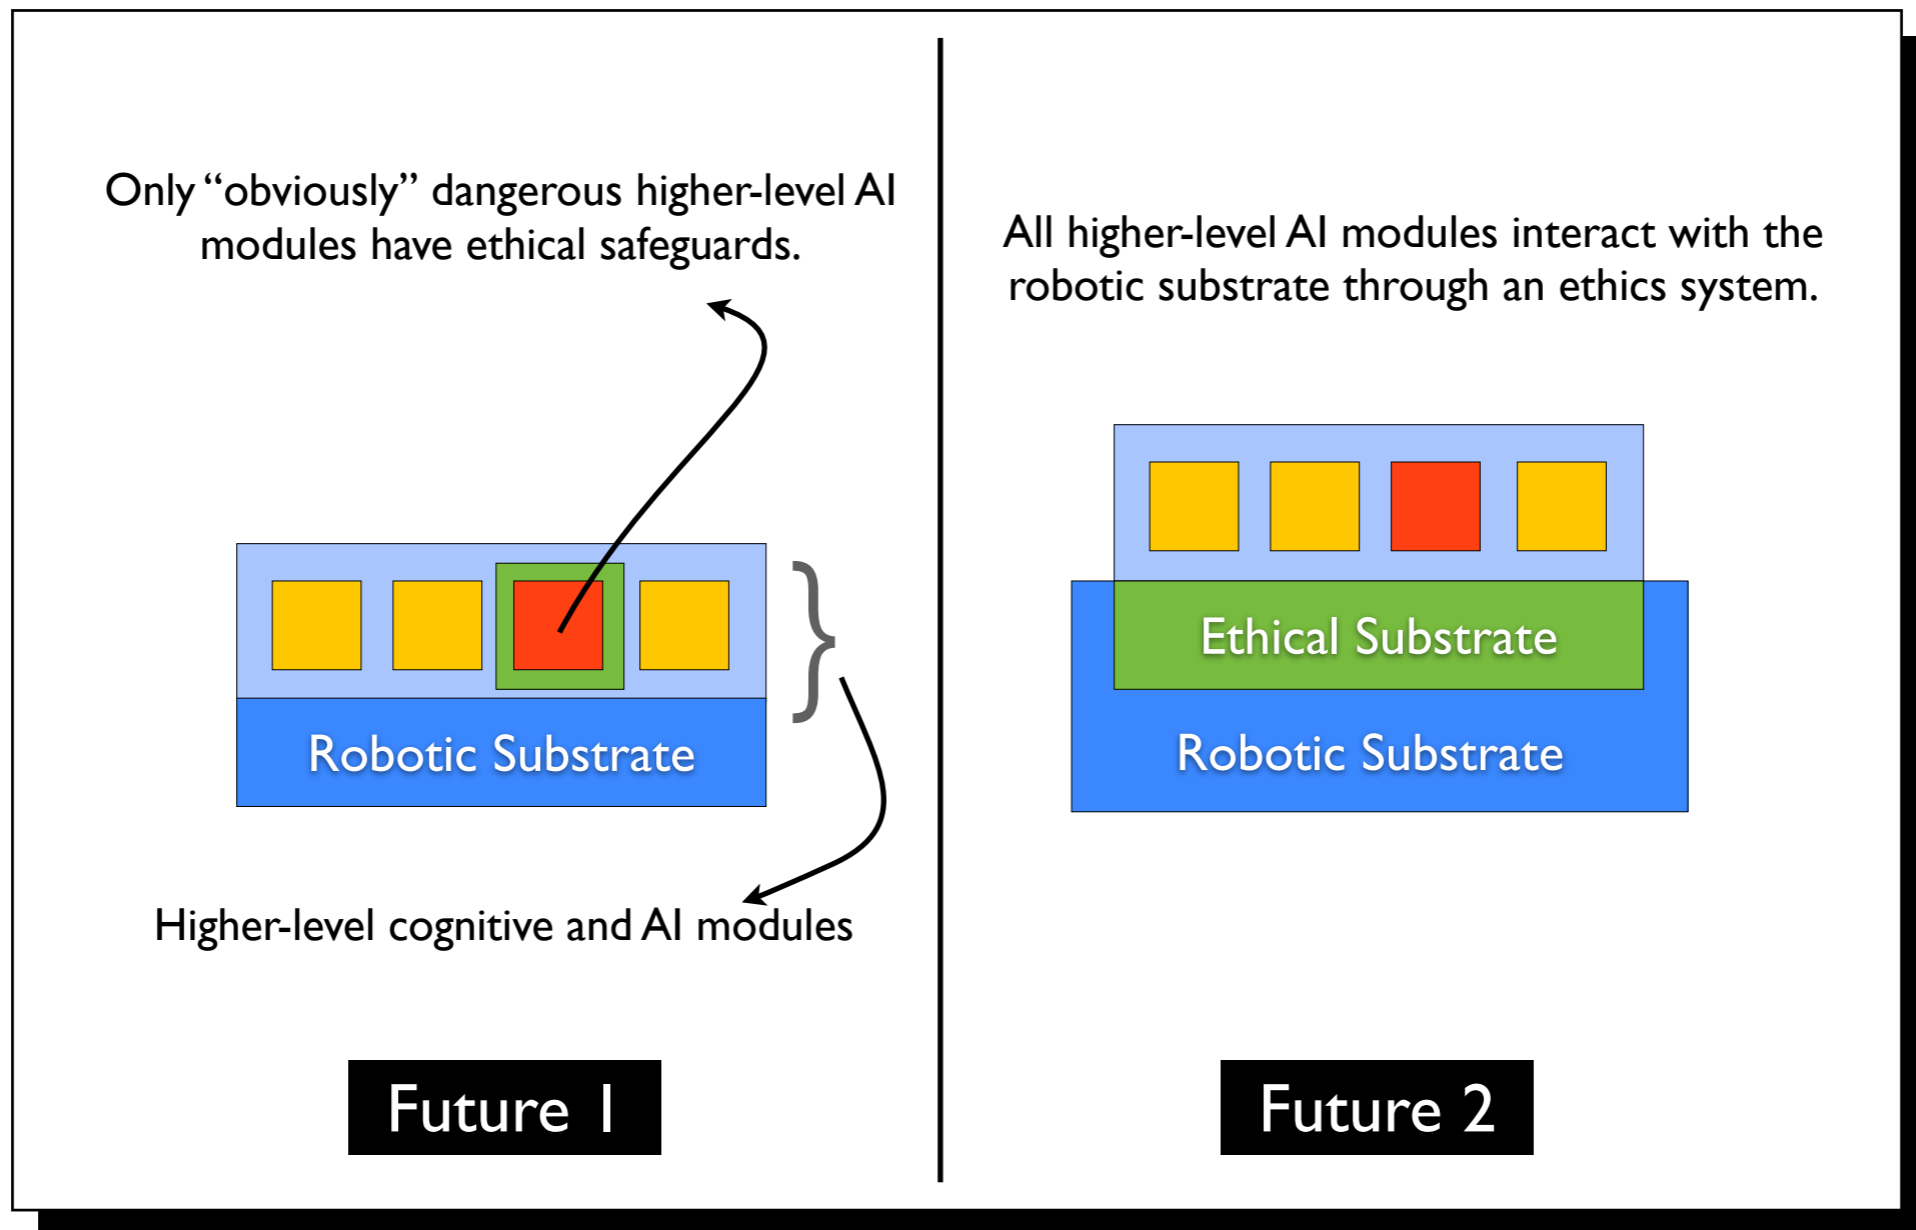 Only “obviously” dangerous higher-level AI
modules have ethical safeguards.
Robotic Substrate
Higher-level cognitive and AI modules
Future 1
All higher-level AI modules interact with the
robotic substrate through an ethics system.
Ethical Substrate
Robotic Substrate
Future 2